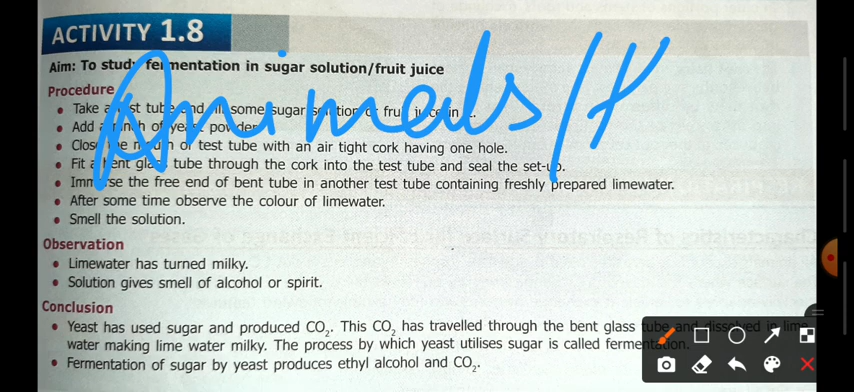 ACTIVITY 1.8
Aim: To study fermentation in sugar solution/fruit juice
Procedure
• Take a test tube and fill some sugar solution or fruit juice in it.
• Add a pinch of yeast powder.
• Close the mouth of test tube with an air tight cork having one hole.
• Fit a bent glass tube through the cork into the test tube and seal the set-up.
• Immerse the free end of bent tube in another test tube containing freshly prepared limewater.
• After some time observe the colour of limewater.
• Smell the solution.
Animals/
Observation
• Limewater has turned milky.
• Solution gives smell of alcohol or spirit.
Conclusion
• Yeast has used sugar and produced CO₂. This CO₂ has travelled through the bent glass tube and dissolved in lime
water making lime water milky. The process by which yeast utilises sugar is called fermentation.
• Fermentation of sugar by yeast produces ethyl alcohol and CO₂.